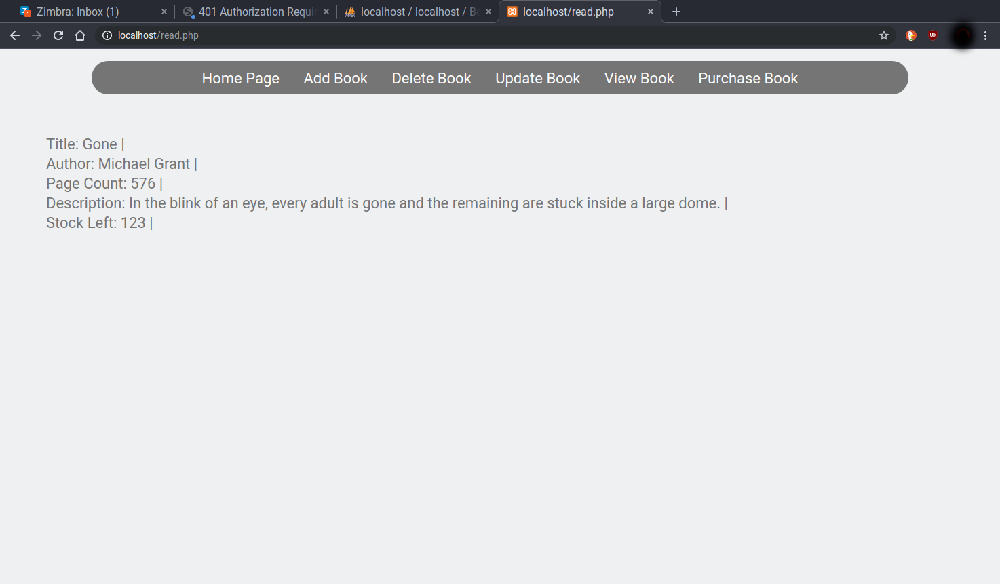 Zimbra: Inbox (1)
401 Authorization Requi
localhost / localhost / Bo
localhost/read.php
localhost/read.php
Home Page Add Book Delete Book Update Book View Book Purchase Book
Title: Gone |
Author: Michael Grant |
Page Count: 576 |
Description: In the blink of an eye, every adult is gone and the remaining are stuck inside a large dome. |
Stock Left: 123 |